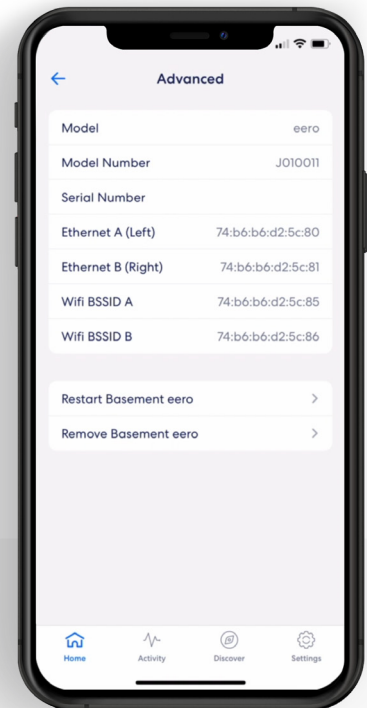 Advanced
Model eero
Model Number J010011
Serial Number
Ethernet A (Left) 74:b6:b6:d2:5c:80
Ethernet B (Right) 74:b6:b6:d2:5c:81
Wifi BSSID A 74:b6:b6:d2:5c:85
Wifi BSSID B 74:b6:b6:d2:5c:86
Restart Basement eero
Remove Basement eero
Home Activity Discover Settings